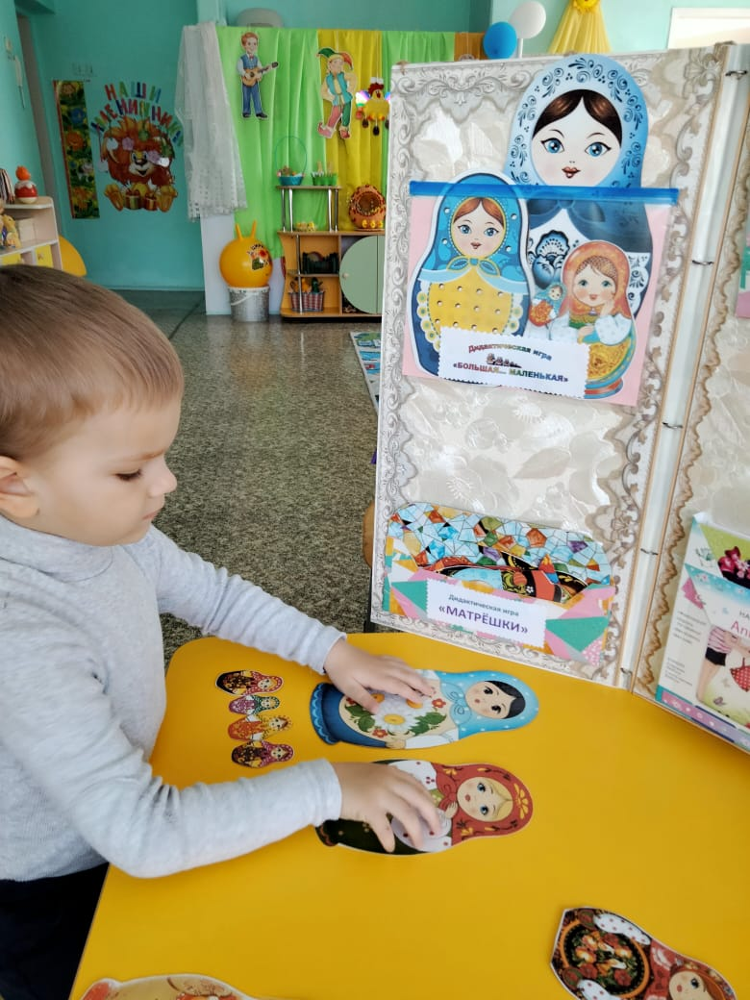 НАШИ
ИМЕНИННИКИ
Дидактическая игра
«БОЛЬШАЯ... МАЛЕНЬКАЯ»
Дидактическая игра
«МАТРЁШКИ»